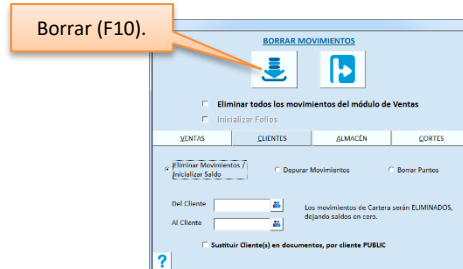 Borrar (F10).
BORRAR MOVIMIENTOS
Eliminar todos los movimientos del módulo de Ventas
Inicializar Folios
VENTAS CLIENTES ALMACÉN CORTES
Eliminar Movimientos / Inicializar Saldo
Depurar Movimientos
Borrar Puntos
Del Cliente
Al Cliente
Los movimientos de Cartera serán ELIMINADOS,
dejando saldos en cero.
Sustituir Cliente(s) en documentos, por cliente PUBLIC
?